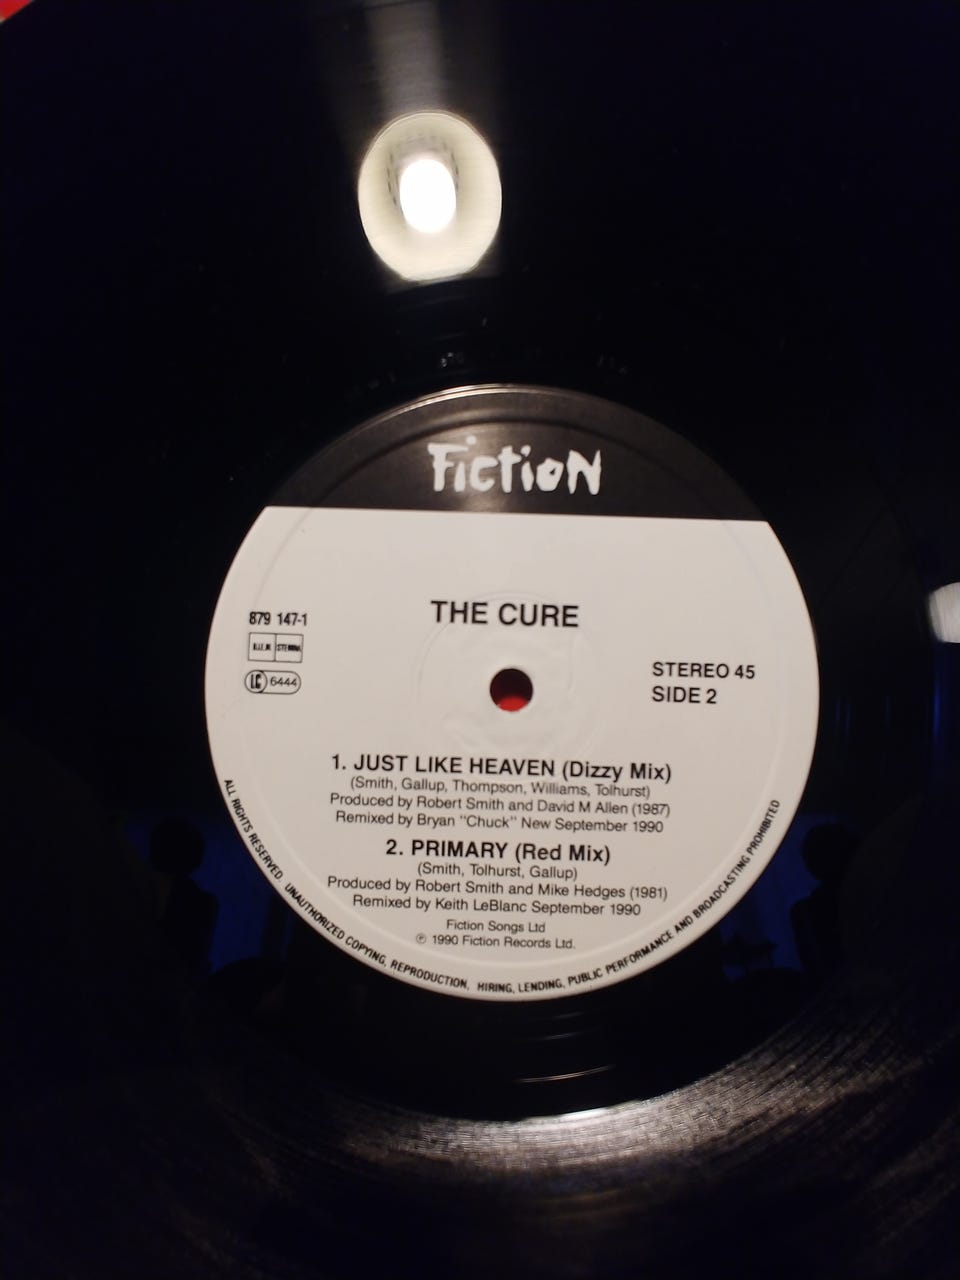 Fiction
THE CURE
879 147-1
B.I.E.M. STEMRA
LC 6444
STEREO 45
SIDE 2
1. JUST LIKE HEAVEN (Dizzy Mix)
(Smith, Gallup, Thompson, Williams, Tolhurst)
Produced by Robert Smith and David M Allen (1987)
Remixed by Bryan "Chuck" New September 1990
2. PRIMARY (Red Mix)
(Smith, Tolhurst, Gallup)
Produced by Robert Smith and Mike Hedges (1981)
Remixed by Keith LeBlanc September 1990
Fiction Songs Ltd
℗ 1990 Fiction Records Ltd.
ALL RIGHTS RESERVED UNAUTHORIZED COPYING, REPRODUCTION, HIRING, LENDING, PUBLIC PERFORMANCE AND BROADCASTING PROHIBITED